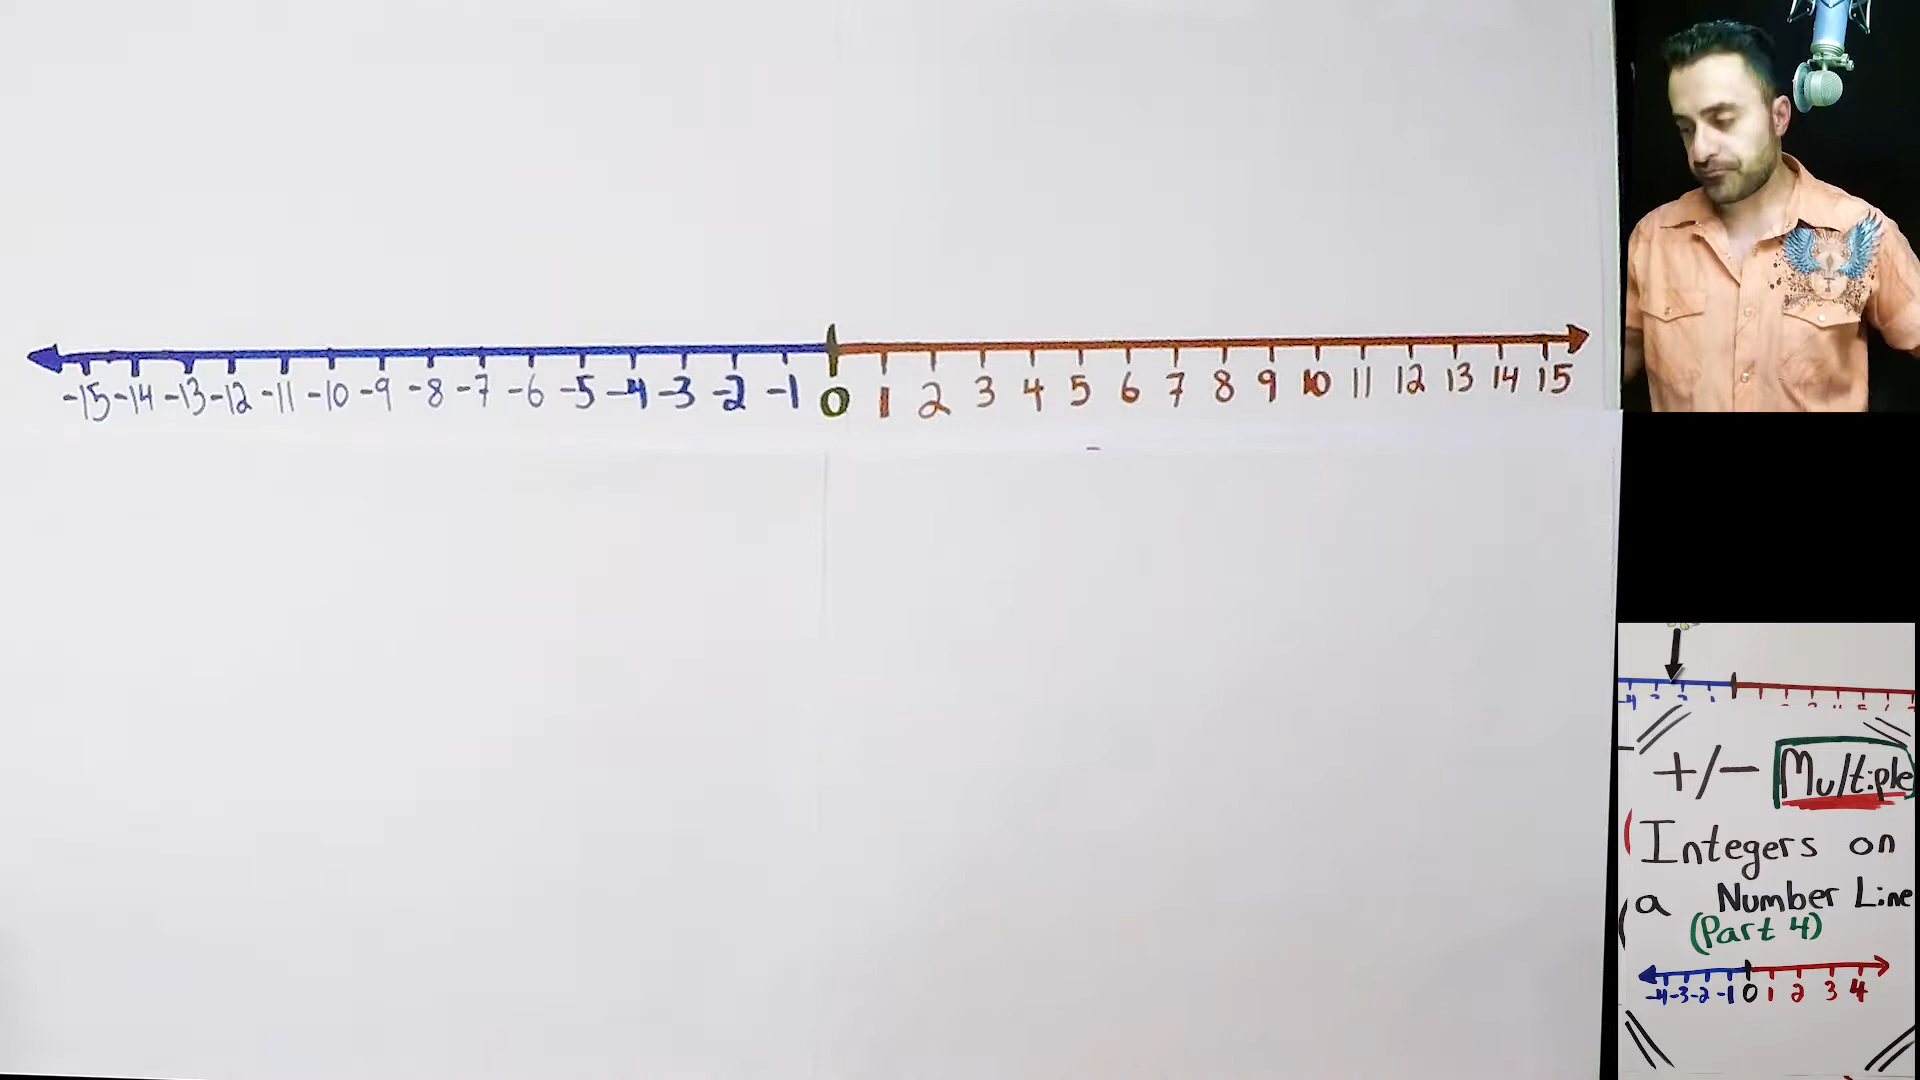 -15 -14 -13 -12 -11 -10 -9 -8 -7 -6 -5 -4 -3 -2 -1 0 1 2 3 4 5 6 7 8 9 10 11 12 13 14 15
+/- Multiple
Integers on
a Number Line
(Part 4)
-4 -3 -2 -1 0 1 2 3 4